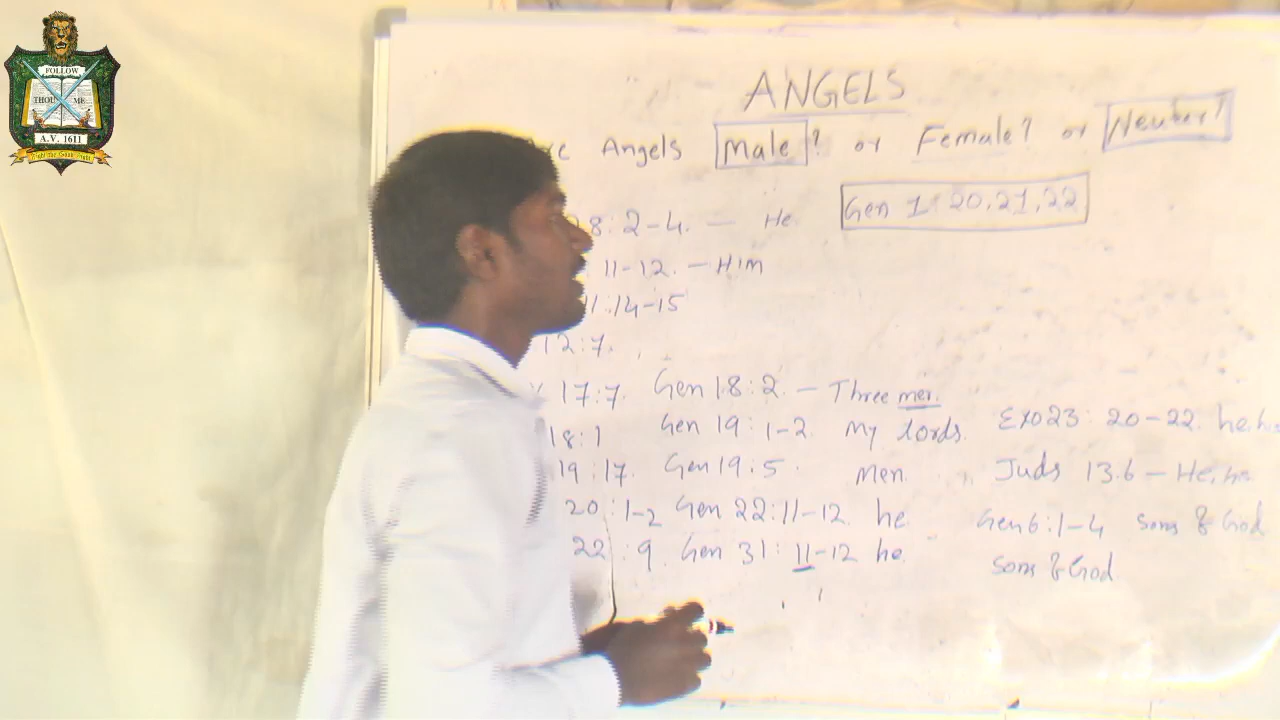 FOLLOW
THOU ME
A.V. 1611
ANGELS
Angels Male? or Female? or Neuter?
8:2-4. - He Gen 1:20,21,22
11-12. - Him
:14-15
12:7.
17:7. Gen 18:2. - Three men.
18:1 Gen 19:1-2. my Lords. Exo 23:20-22. he,
19:17. Gen 19:5. men Juds 13.6 - He,
20:1-2 Gen 22:11-12. he Gen 6:1-4 sons of God
22:9. Gen 31:11-12 he. sons of God